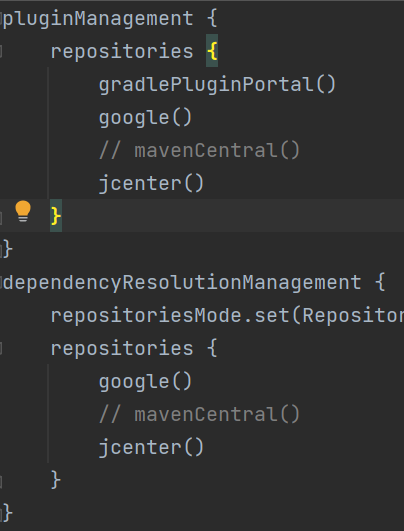 pluginManagement {
repositories {
gradlePluginPortal()
google()
// mavenCentral()
jcenter()
}
}
dependencyResolutionManagement {
repositoriesMode.set(Repositor
repositories {
google()
// mavenCentral()
jcenter()
}
}